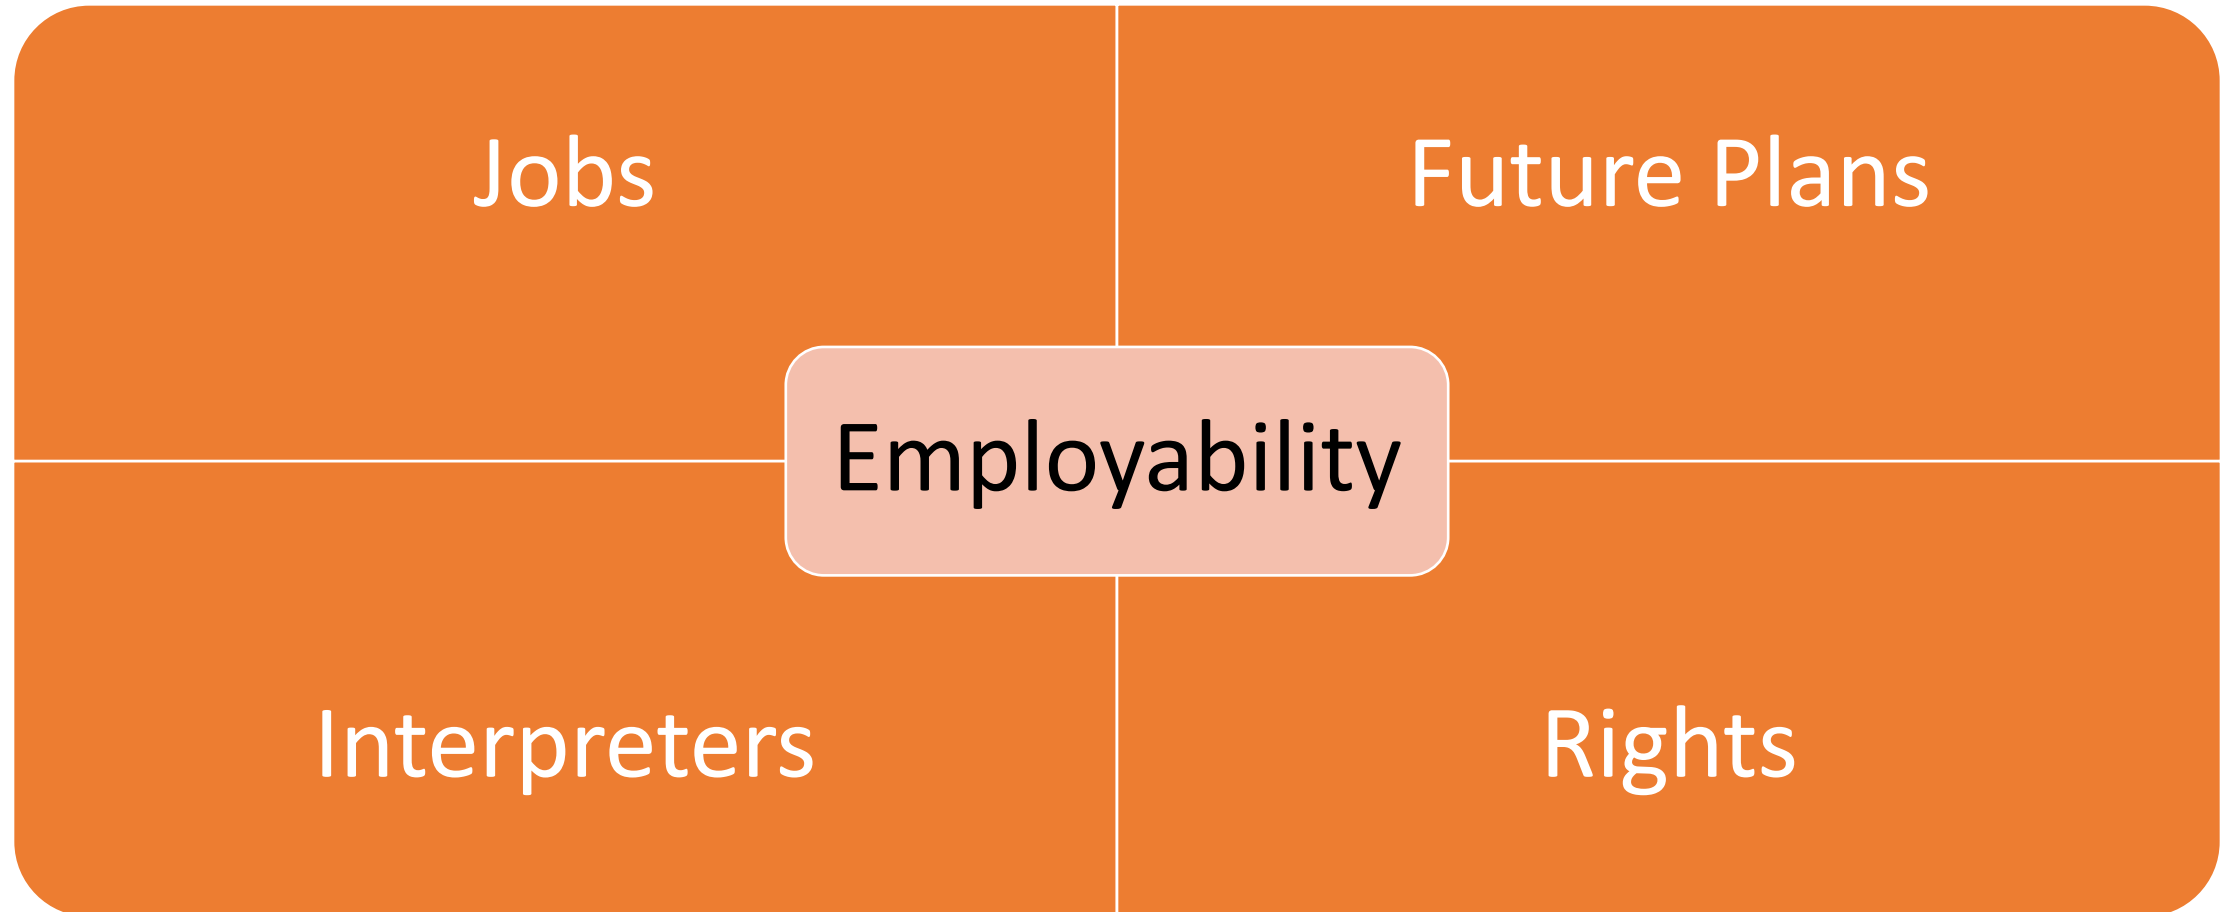 Jobs
Future Plans
Employability
Interpreters
Rights